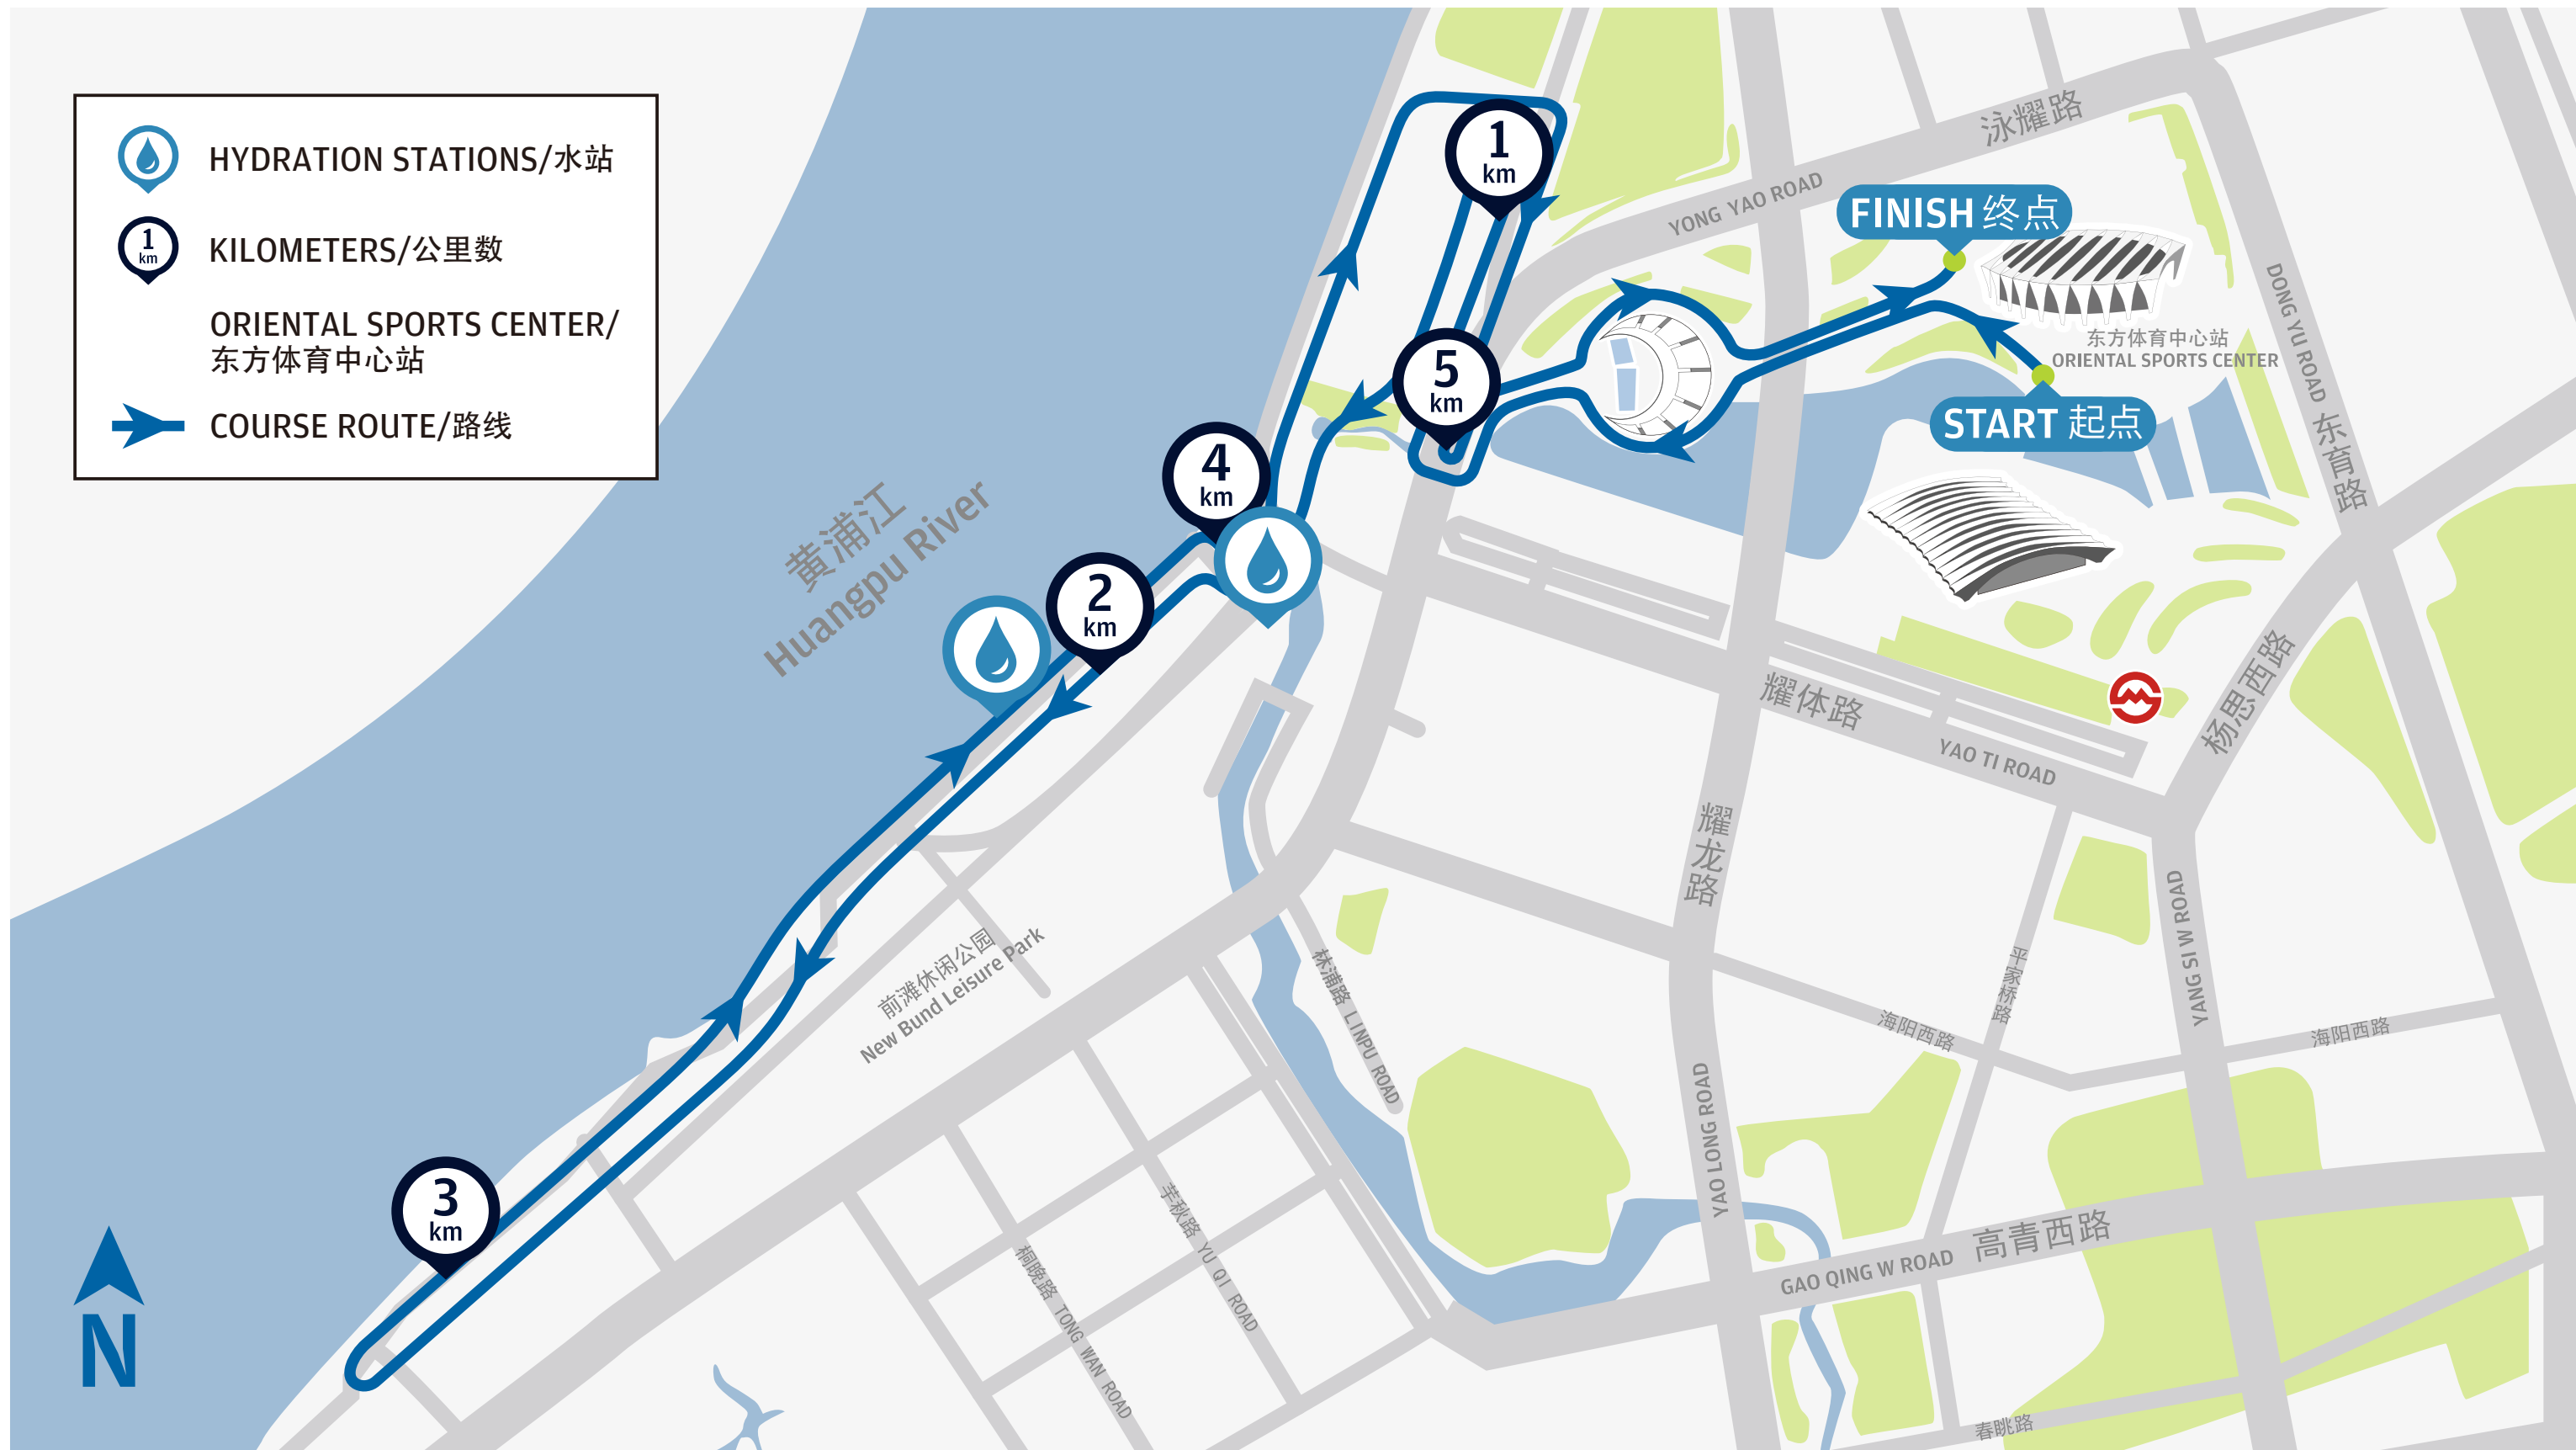 HYDRATION STATIONS/水站
1
km
KILOMETERS/公里数
ORIENTAL SPORTS CENTER/
东方体育中心站
COURSE ROUTE/路线
1
km
泳耀路
YONG YAO ROAD
FINISH 终点
东方体育中心站
ORIENTAL SPORTS CENTER
DONG YU ROAD 东育路
START 起点
5
km
4
km
黄浦江
Huangpu River
2
km
杨思西路
耀体路
YAO TI ROAD
耀龙路
YAO LONG ROAD
YANG SI W ROAD
前滩休闲公园
New Bund Leisure Park
林浦路 LINPU ROAD
平家桥路
海阳西路
海阳西路
3
km
芋秋路 YU QI ROAD
桐晚路 TONG WAN ROAD
GAO QING W ROAD 高青西路
春眺路
N